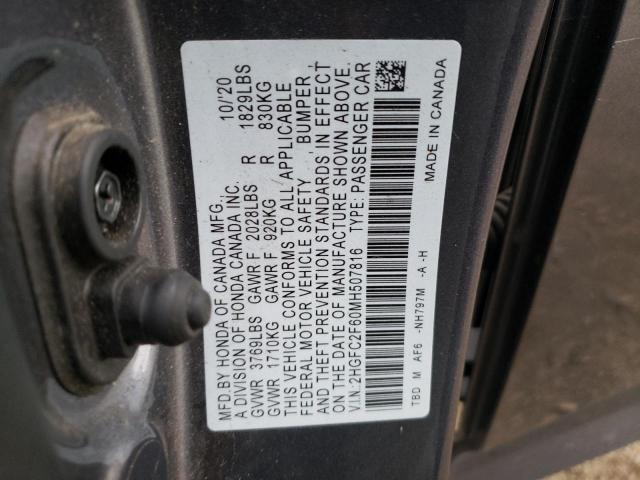 MFD.BY HONDA OF CANADA MFG.,
A DIVISION OF HONDA CANADA INC. 10/'20
GVWR 3769LBS GAWR F 2028LBS R 1829LBS
GVWR 1710KG GAWR F 920KG R 830KG
THIS VEHICLE CONFORMS TO ALL APPLICABLE
FEDERAL MOTOR VEHICLE SAFETY, BUMPER,
AND THEFT PREVENTION STANDARDS IN EFFECT
ON THE DATE OF MANUFACTURE SHOWN ABOVE.
V.I.N.:2HGFC2F60MH507816 TYPE:PASSENGER CAR
TBD M AF6 -NH797M -A -H MADE IN CANADA